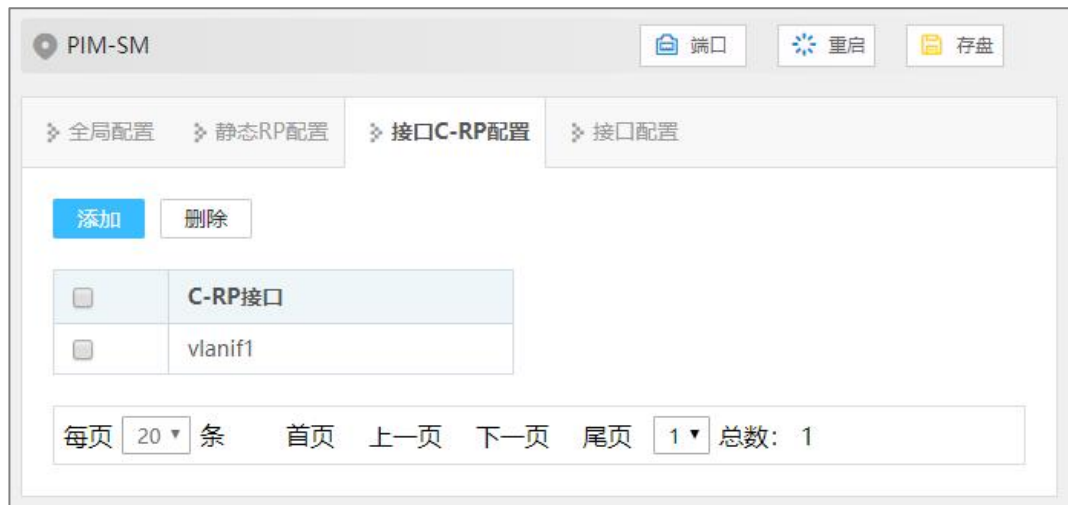 PIM-SM 端口 重启 存盘
全局配置 静态RP配置 接口C-RP配置 接口配置
添加 删除
C-RP接口
vlanif1
每页 20 条 首页 上一页 下一页 尾页 1 总数: 1